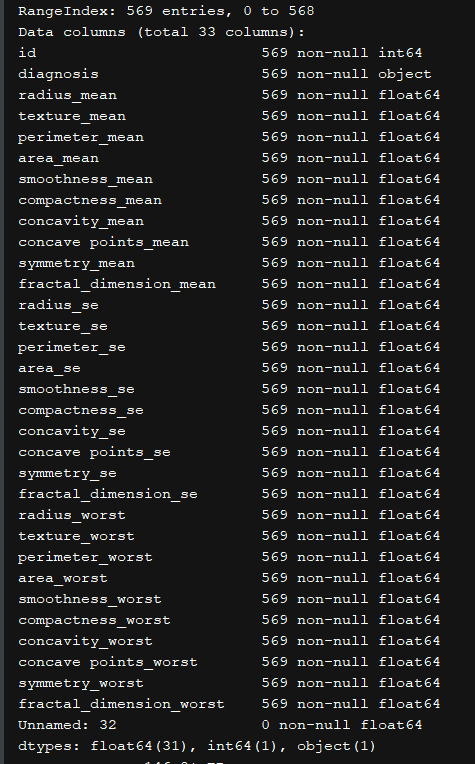 RangeIndex: 569 entries, 0 to 568
Data columns (total 33 columns):
id 569 non-null int64
diagnosis 569 non-null object
radius_mean 569 non-null float64
texture_mean 569 non-null float64
perimeter_mean 569 non-null float64
area_mean 569 non-null float64
smoothness_mean 569 non-null float64
compactness_mean 569 non-null float64
concavity_mean 569 non-null float64
concave points_mean 569 non-null float64
symmetry_mean 569 non-null float64
fractal_dimension_mean 569 non-null float64
radius_se 569 non-null float64
texture_se 569 non-null float64
perimeter_se 569 non-null float64
area_se 569 non-null float64
smoothness_se 569 non-null float64
compactness_se 569 non-null float64
concavity_se 569 non-null float64
concave points_se 569 non-null float64
symmetry_se 569 non-null float64
fractal_dimension_se 569 non-null float64
radius_worst 569 non-null float64
texture_worst 569 non-null float64
perimeter_worst 569 non-null float64
area_worst 569 non-null float64
smoothness_worst 569 non-null float64
compactness_worst 569 non-null float64
concavity_worst 569 non-null float64
concave points_worst 569 non-null float64
symmetry_worst 569 non-null float64
fractal_dimension_worst 569 non-null float64
Unnamed: 32 0 non-null float64
dtypes: float64(31), int64(1), object(1)